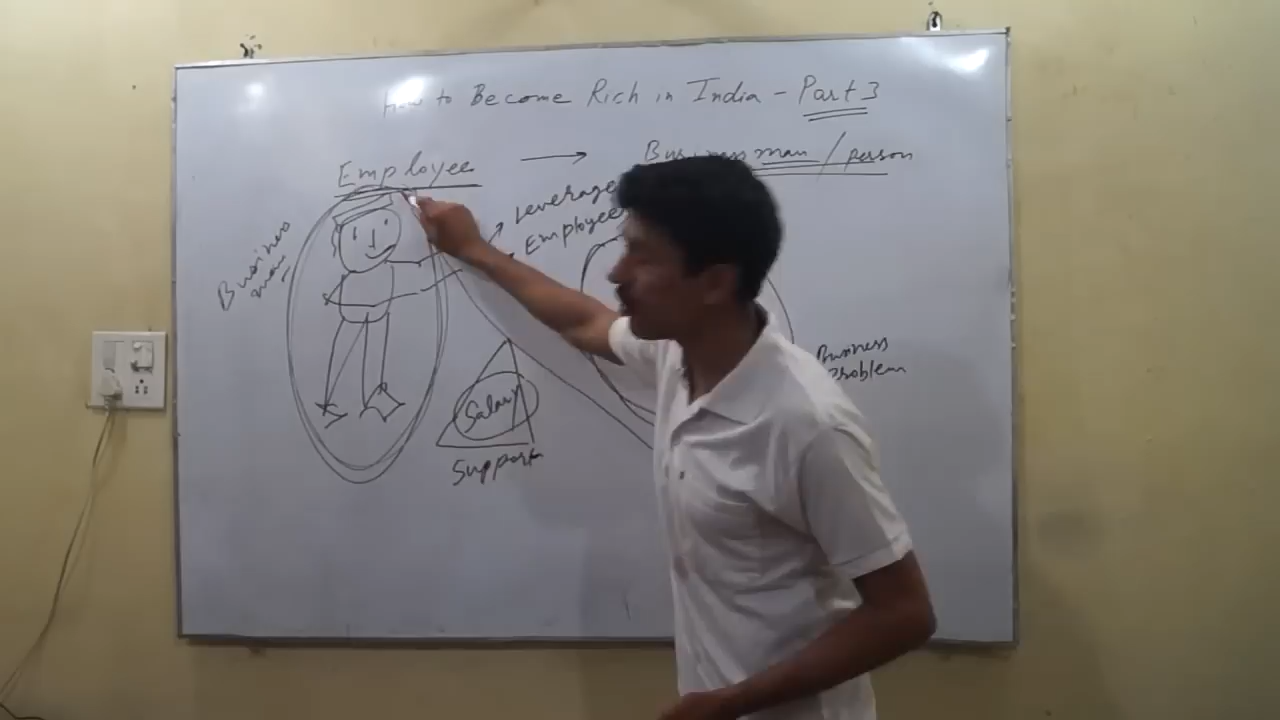 How to Become Rich in India - Part 3
Employee → Business man / person
Leverage
Employee
Business
man
Business
Problem
Salary
Support